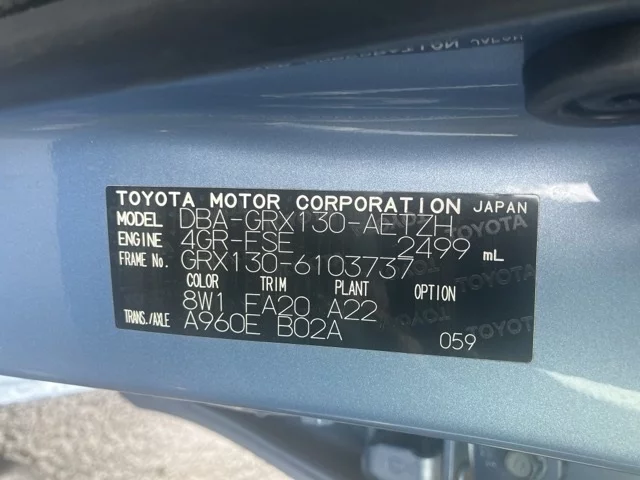 TOYOTA MOTOR CORPORATION JAPAN
MODEL DBA-GRX130-AETZH
ENGINE 4GR-FSE 2499 mL
FRAME No. GRX130-6103737
COLOR TRIM PLANT OPTION
8W1 FA20 A22
TRANS./AXLE A960E B02A
059